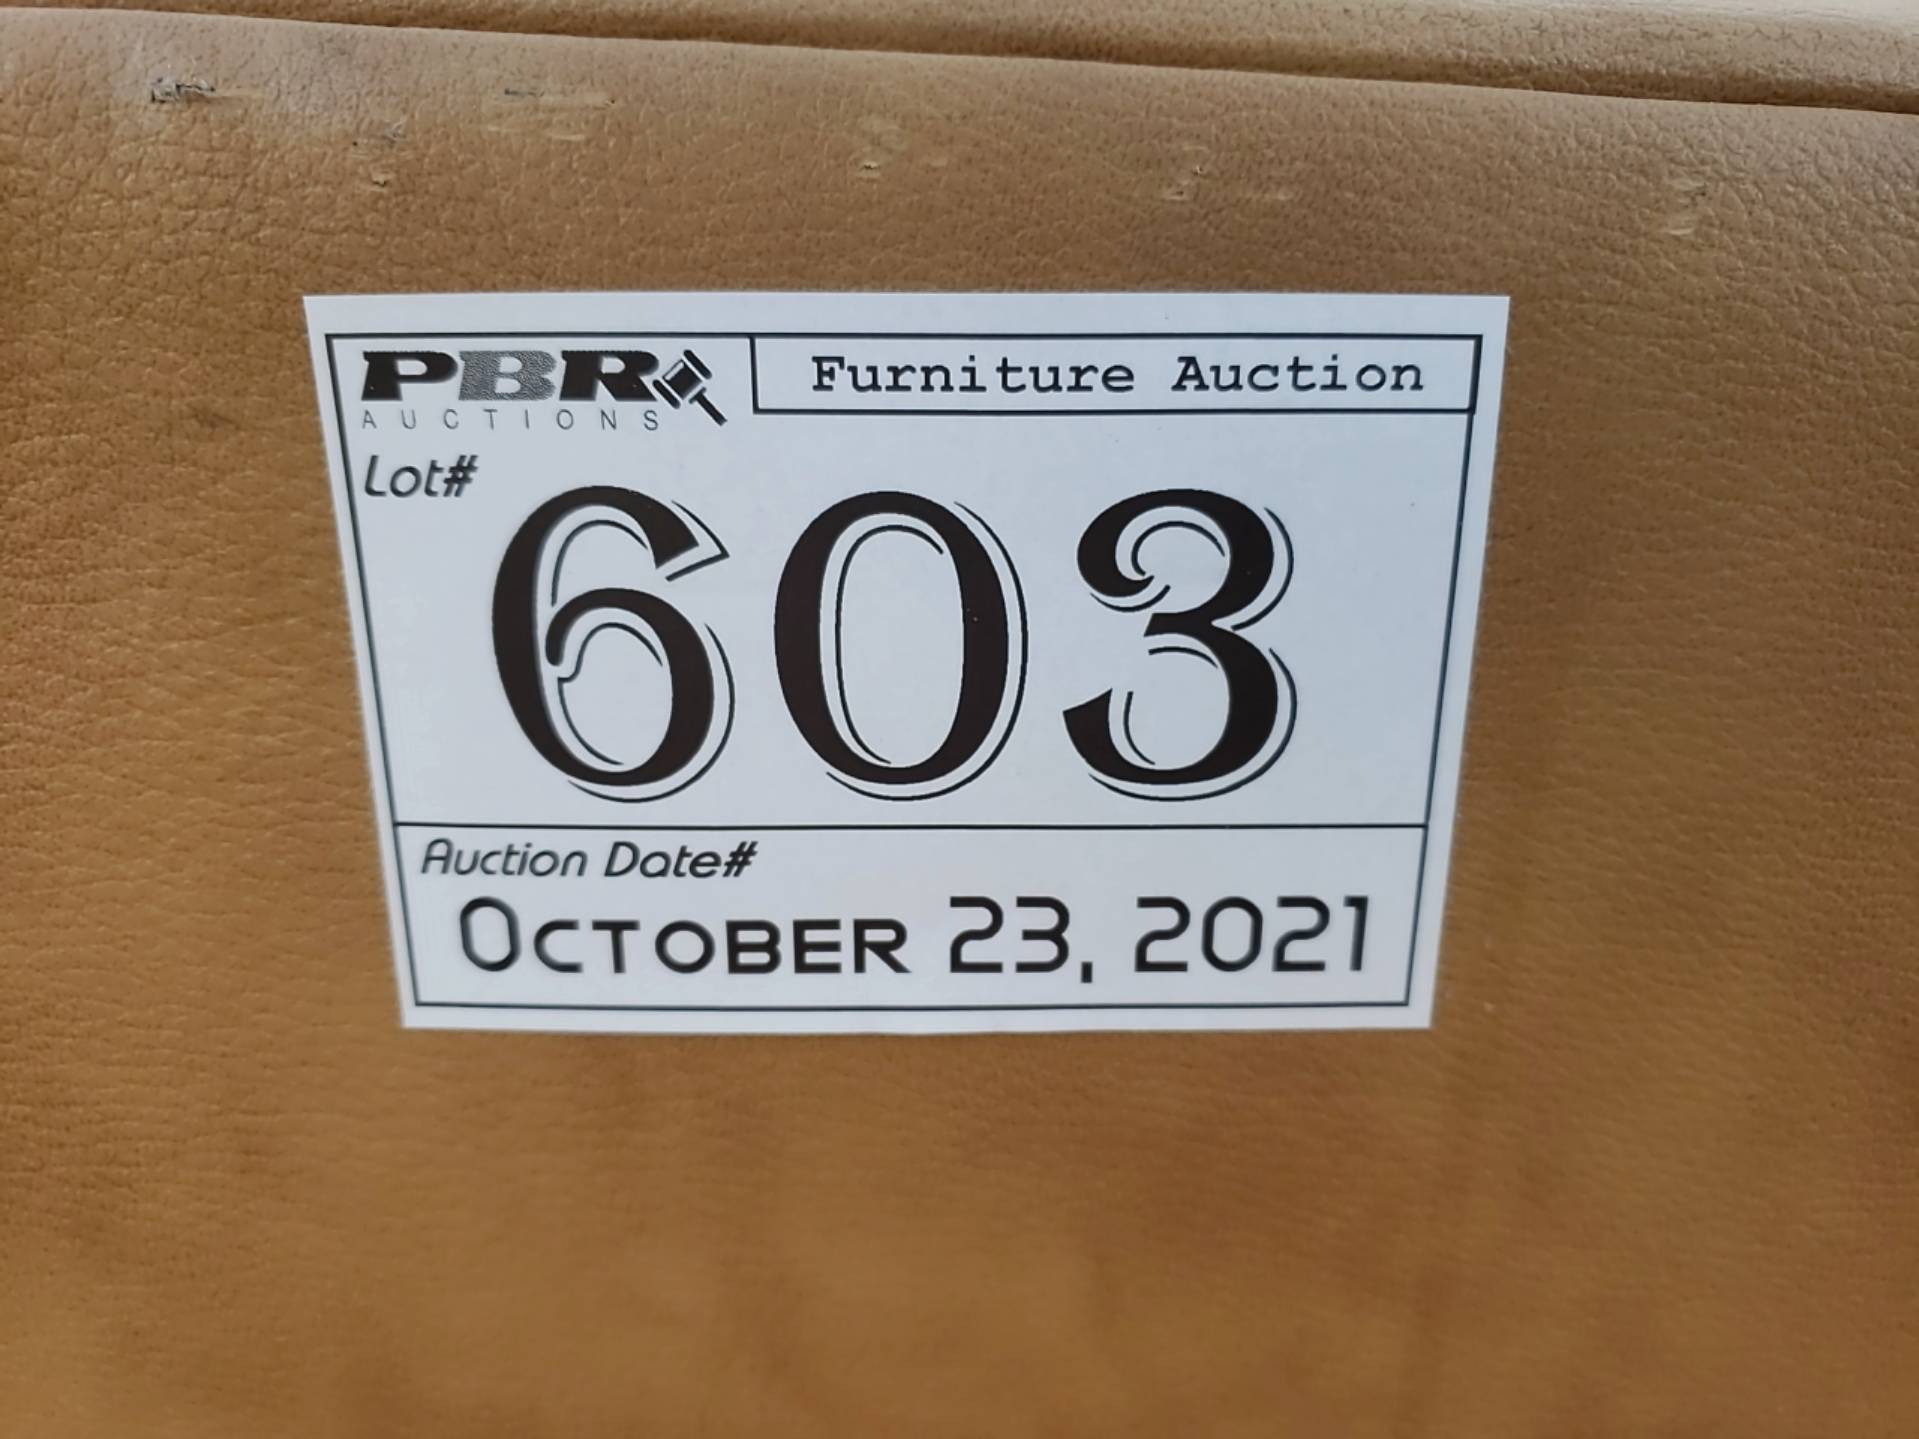 PBR
AUCTIONS
Furniture Auction
Lot#
603
Auction Date#
OCTOBER 23, 2021